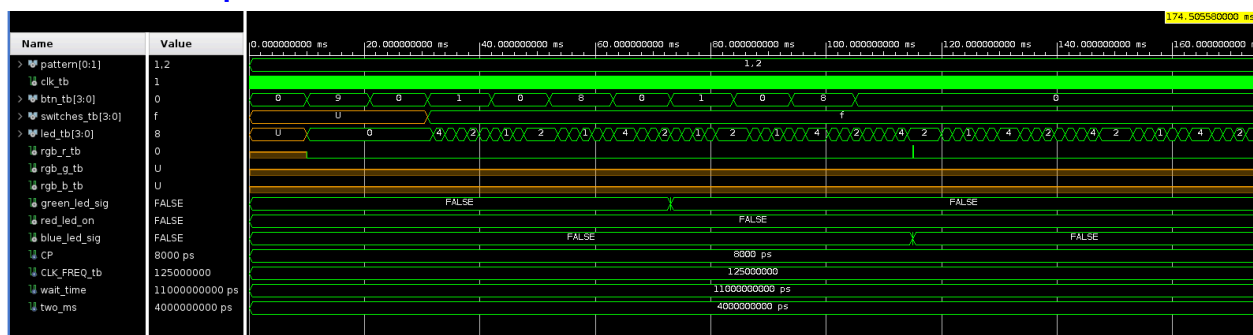 174.505580000 ms
Name Value 0.000000000 ms 20.000000000 ms 40.000000000 ms 60.000000000 ms 80.000000000 ms 100.000000000 ms 120.000000000 ms 140.000000000 ms 160.000000000
pattern[0:1] 1,2 1,2
clk_tb 1
btn_tb[3:0] 0 0 9 0 1 0 8 0 1 0 8 0
switches_tb[3:0] f U f
led_tb[3:0] 8 U 0 4 2 1 2 1 4 2 1 2 1 4 2 4 2 1 4 2 4 2 1 4 2
rgb_r_tb 0
rgb_g_tb U
rgb_b_tb U
green_led_sig FALSE FALSE FALSE
red_led_on FALSE FALSE
blue_led_sig FALSE FALSE FALSE
CP 8000 ps 8000 ps
CLK_FREQ_tb 125000000 125000000
wait_time 11000000000 ps 11000000000 ps
two_ms 4000000000 ps 4000000000 ps